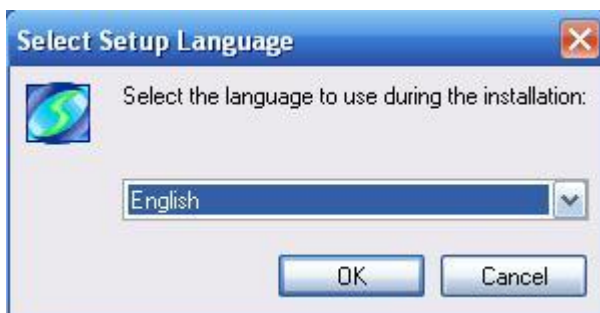 Select Setup Language
Select the language to use during the installation:
English
OK
Cancel